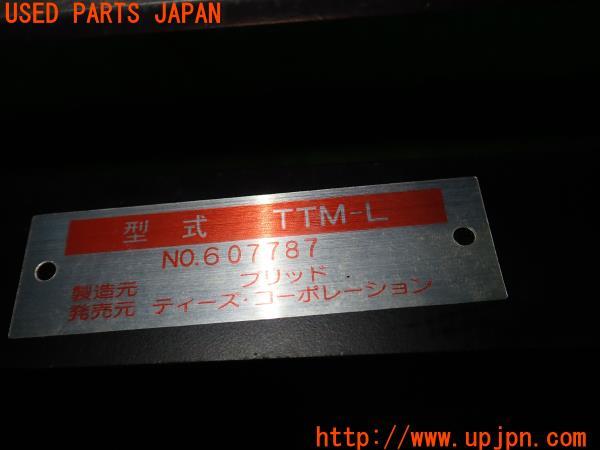 USED PARTS JAPAN
型式 TTM-L
NO.607787
製造元 ブリッド
発売元 ティーズ・コーポレーション
http://www.upjpn.com/